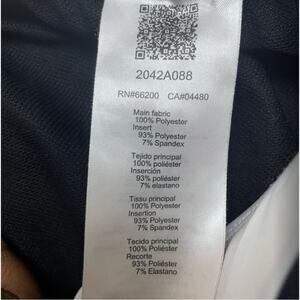 2042A088
RN#66200 CA#04480
Main fabric
100% Polyester
Insert
93% Polyester
7% Spandex
Tejido principal
100% poliéster
Inserción
93% poliéster
7% elastano
Tissu principal
100% Polyester
Insertion
93% Polyester
7% Spandex
Tecido principal
100% Poliéster
Recorte
93% Poliéster
7% Elastano